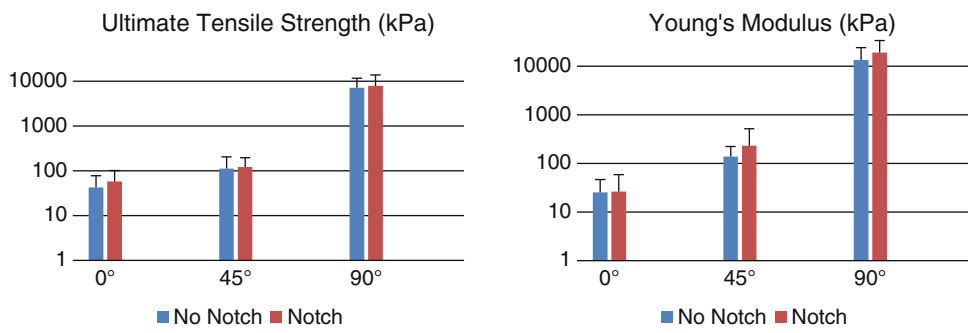 Ultimate Tensile Strength (kPa)
10000
1000
100
10
1
0° 45° 90°
No Notch Notch
Young's Modulus (kPa)
10000
1000
100
10
1
0° 45° 90°
No Notch Notch